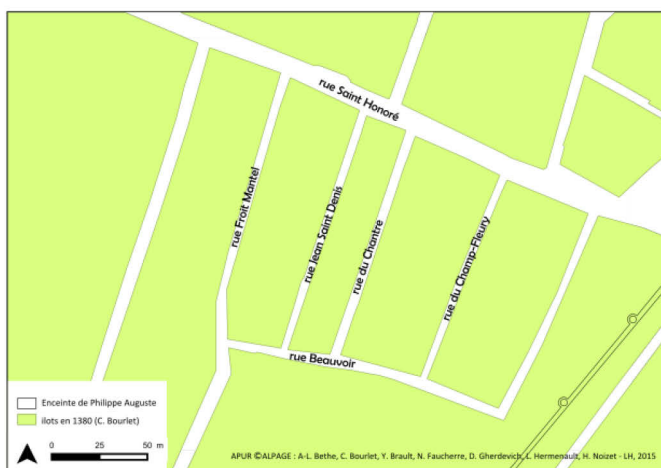 rue Saint Honoré
rue Froit Mantel
rue Jean Saint Denis
rue du Chantre
rue du Champ-Fleury
rue Beauvoir
Enceinte de Philippe Auguste
ilots en 1380 (C. Bourlet)
0 25 50 m
APUR ©ALPAGE : A-L. Bethe, C. Bourlet, Y. Brault, N. Faucherre, D. Gherdevich, L. Hermenault, H. Noizet - LH, 2015